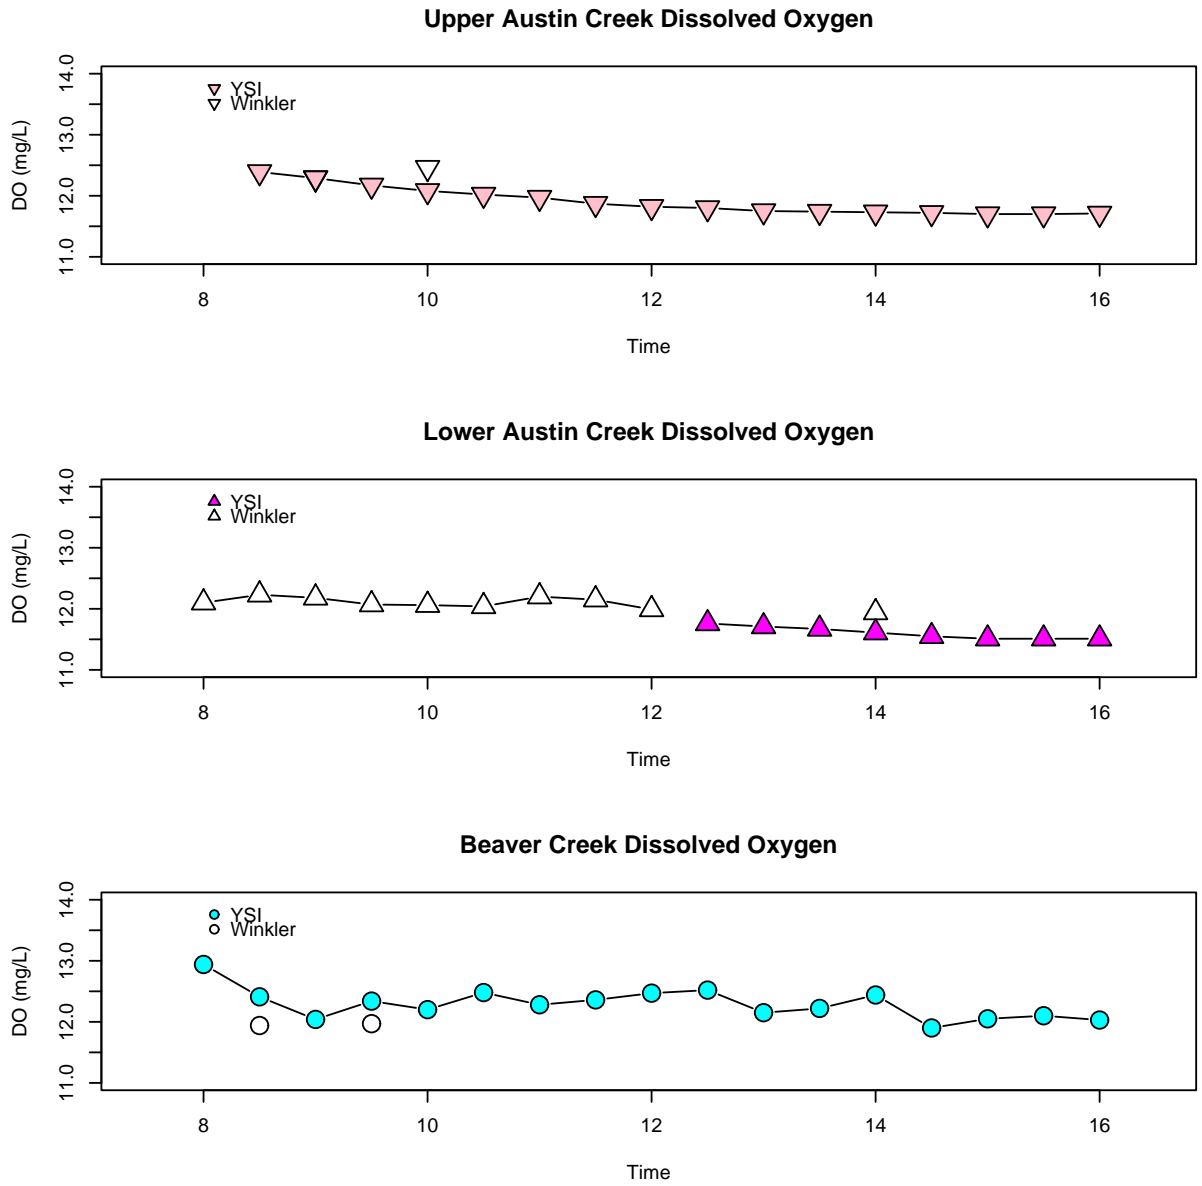 Upper Austin Creek Dissolved Oxygen
14.0
13.0
12.0
11.0
DO (mg/L)
YSI
Winkler
8 10 12 14 16
Time
Lower Austin Creek Dissolved Oxygen
14.0
13.0
12.0
11.0
DO (mg/L)
YSI
Winkler
8 10 12 14 16
Time
Beaver Creek Dissolved Oxygen
14.0
13.0
12.0
11.0
DO (mg/L)
YSI
Winkler
8 10 12 14 16
Time